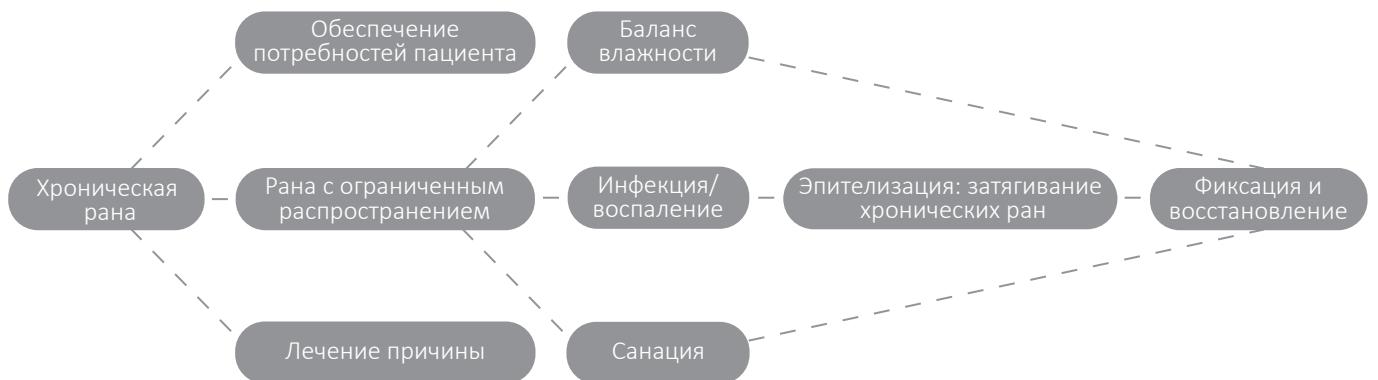 Обеспечение
потребностей пациента
Баланс
влажности
Хроническая
рана
Рана с ограниченным
распространением
Инфекция/
воспаление
Эпителизация: затягивание
хронических ран
Фиксация и
восстановление
Лечение причины
Санация